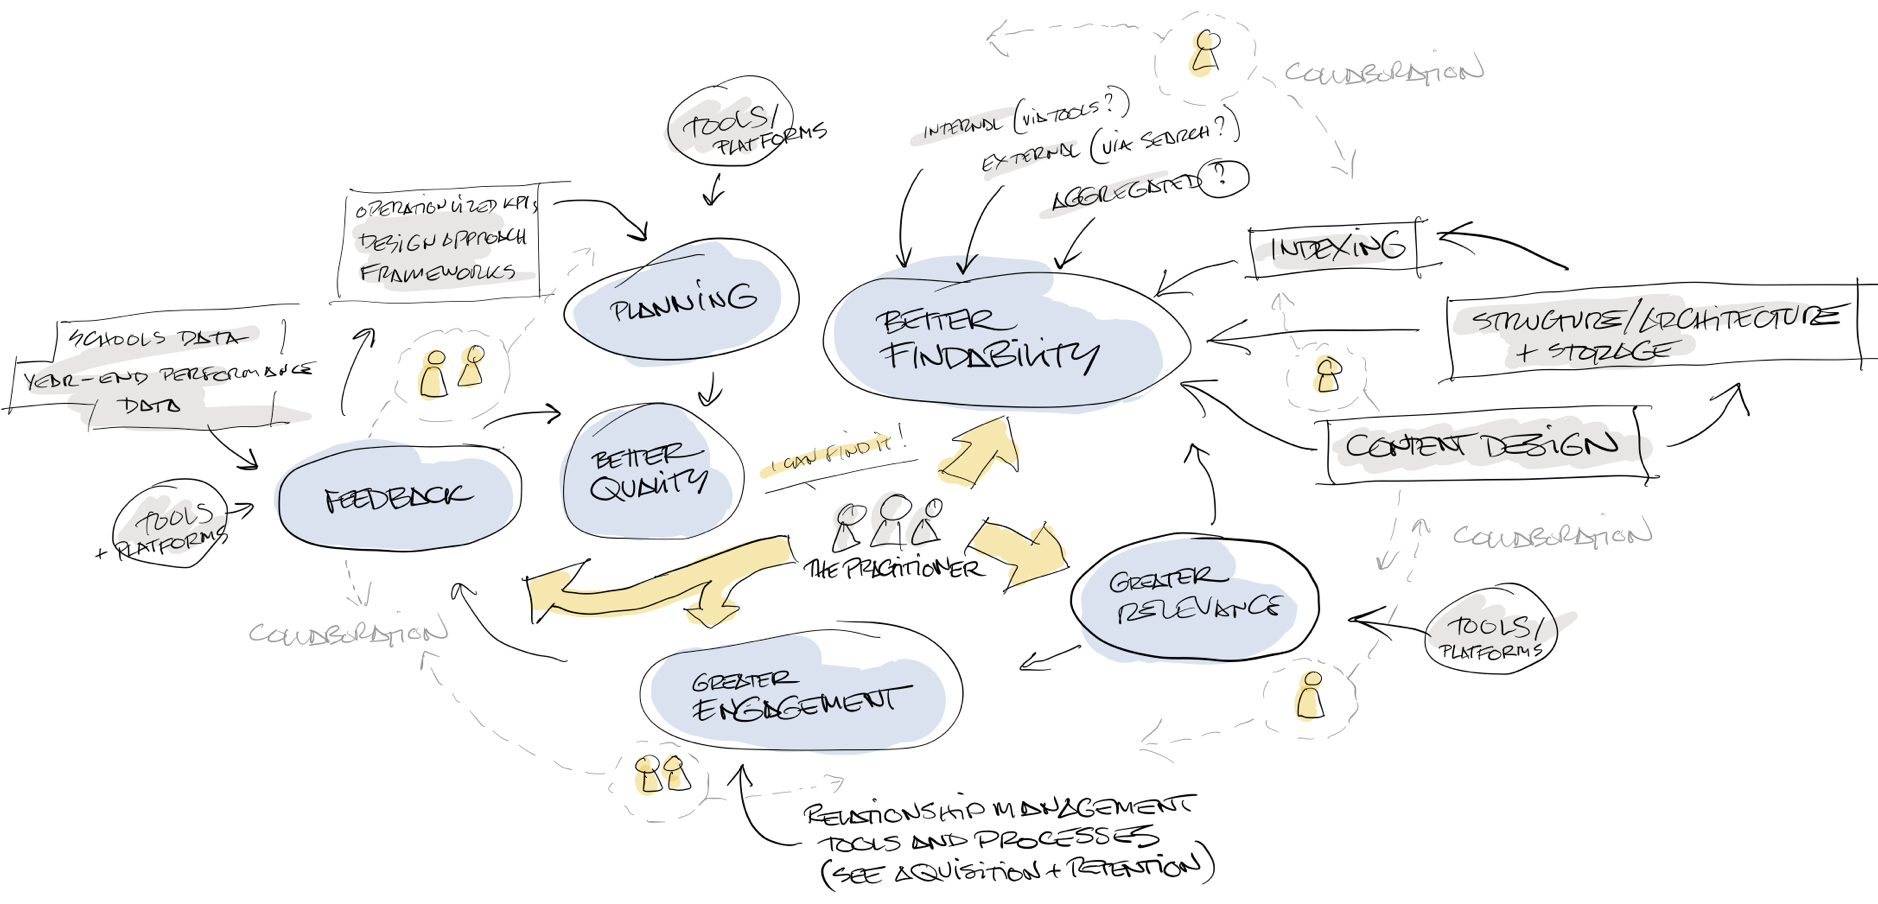 COLLABORATION
TOOLS/
PLATFORMS
INTERNAL (VIA TOOLS?)
EXTERNAL (VIA SEARCH?)
AGGREGATED ?
OPERATIONLIZED KPIs
DESIGN APPROACH
FRAMEWORKS
INDEXING
PLANNING
BETTER
FINDABILITY
STRUCTURE/ARCHITECTURE
+ STORAGE
SCHOOLS DATA
YEAR-END PERFORMANCE
DATA
CONTENT DESIGN
I CAN FIND IT!
BETTER
QUALITY
FEEDBACK
TOOLS
+ PLATFORMS
THE PRACTITIONER
COLLABORATION
GREATER
RELEVANCE
TOOLS/
PLATFORMS
COLLABORATION
GREATER
ENGAGEMENT
RELATIONSHIP MANAGEMENT
TOOLS AND PROCESSES
(SEE AQUISITION + RETENTION)